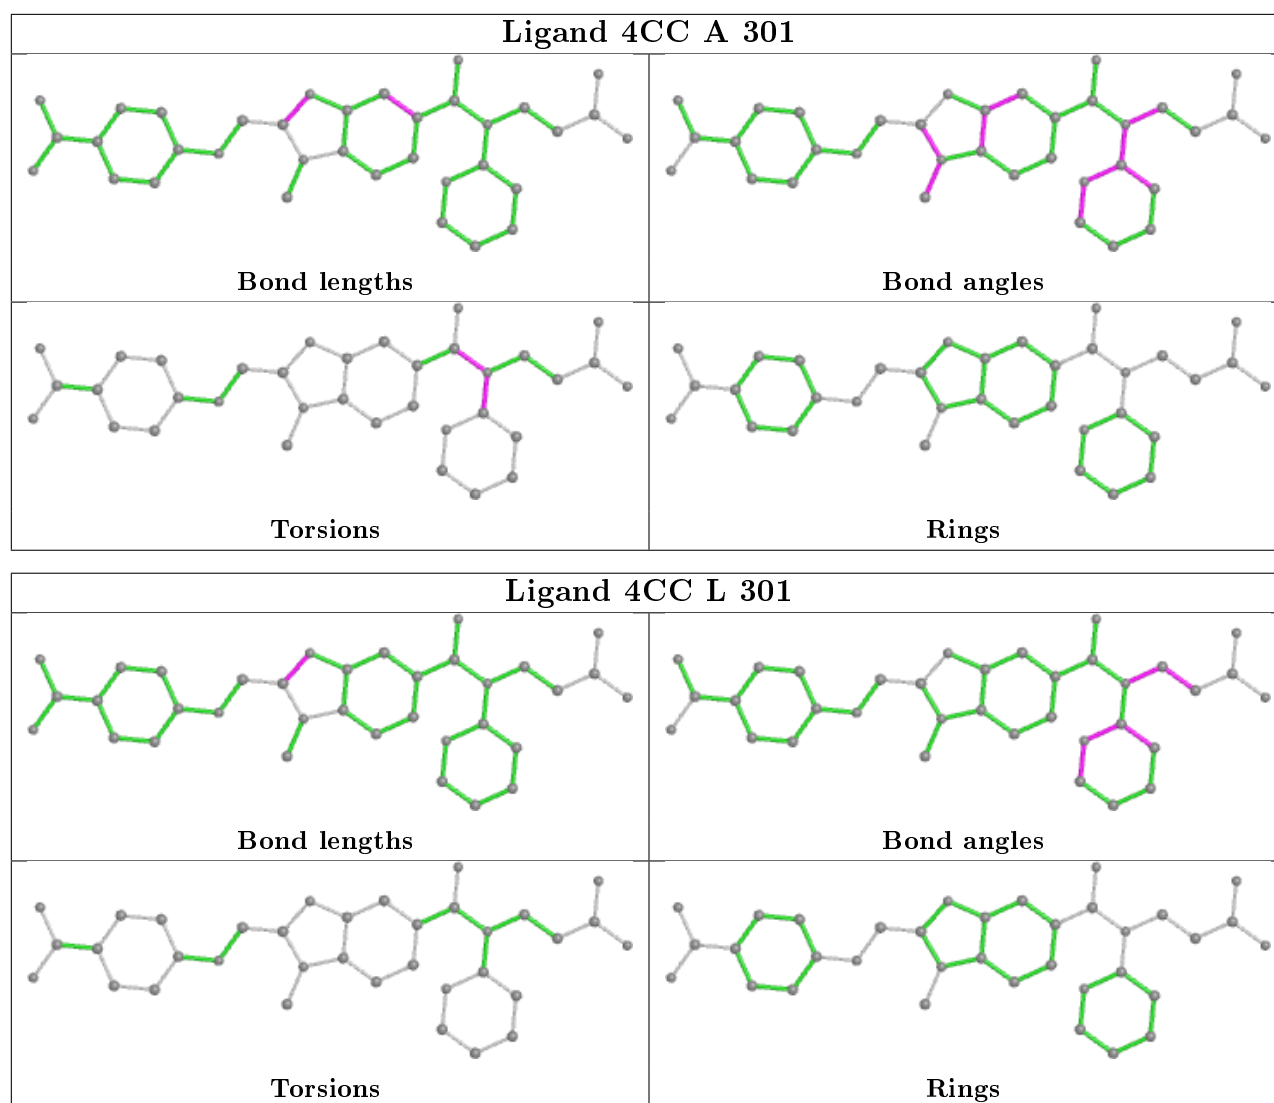 Ligand 4CC A 301
Bond lengths
Bond angles
Torsions
Rings
Ligand 4CC L 301
Bond lengths
Bond angles
Torsions
Rings